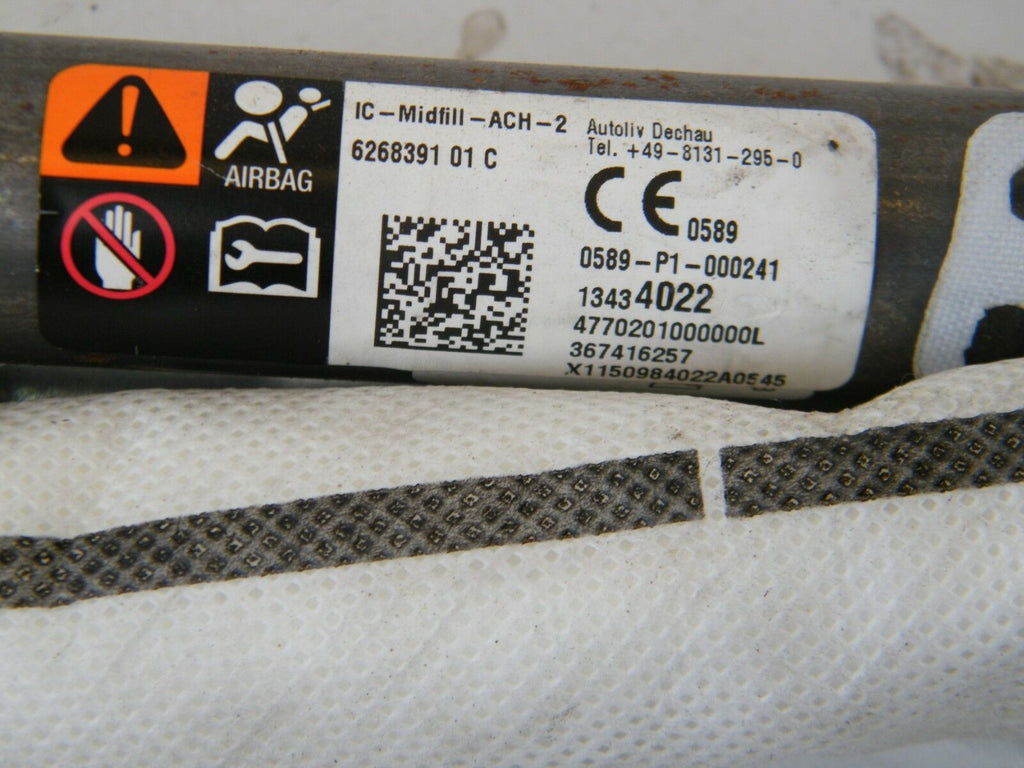 AIRBAG
IC-Midfill-ACH-2
6268391 01 C
Autoliv Dechau
Tel. +49-8131-295-0
CE 0589
0589-P1-000241
1343 4022
4770201000000L
367416257
X1150984022A0545